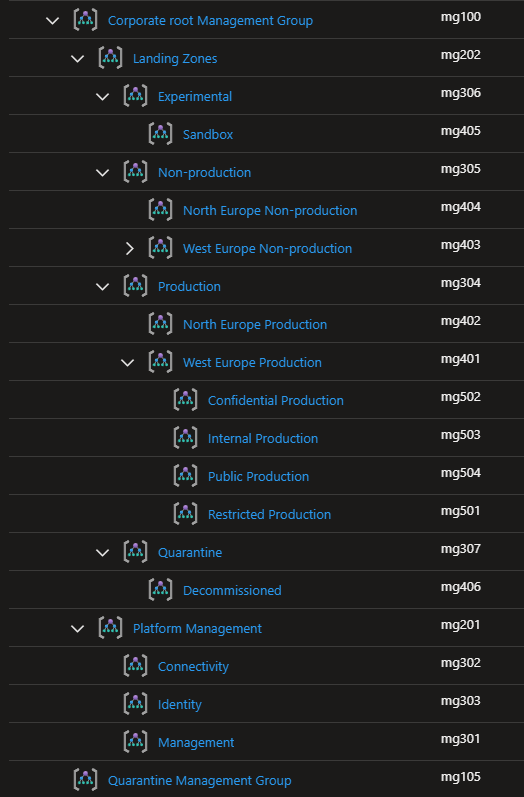 Corporate root Management Group mg100
Landing Zones mg202
Experimental mg306
Sandbox mg405
Non-production mg305
North Europe Non-production mg404
West Europe Non-production mg403
Production mg304
North Europe Production mg402
West Europe Production mg401
Confidential Production mg502
Internal Production mg503
Public Production mg504
Restricted Production mg501
Quarantine mg307
Decommissioned mg406
Platform Management mg201
Connectivity mg302
Identity mg303
Management mg301
Quarantine Management Group mg105